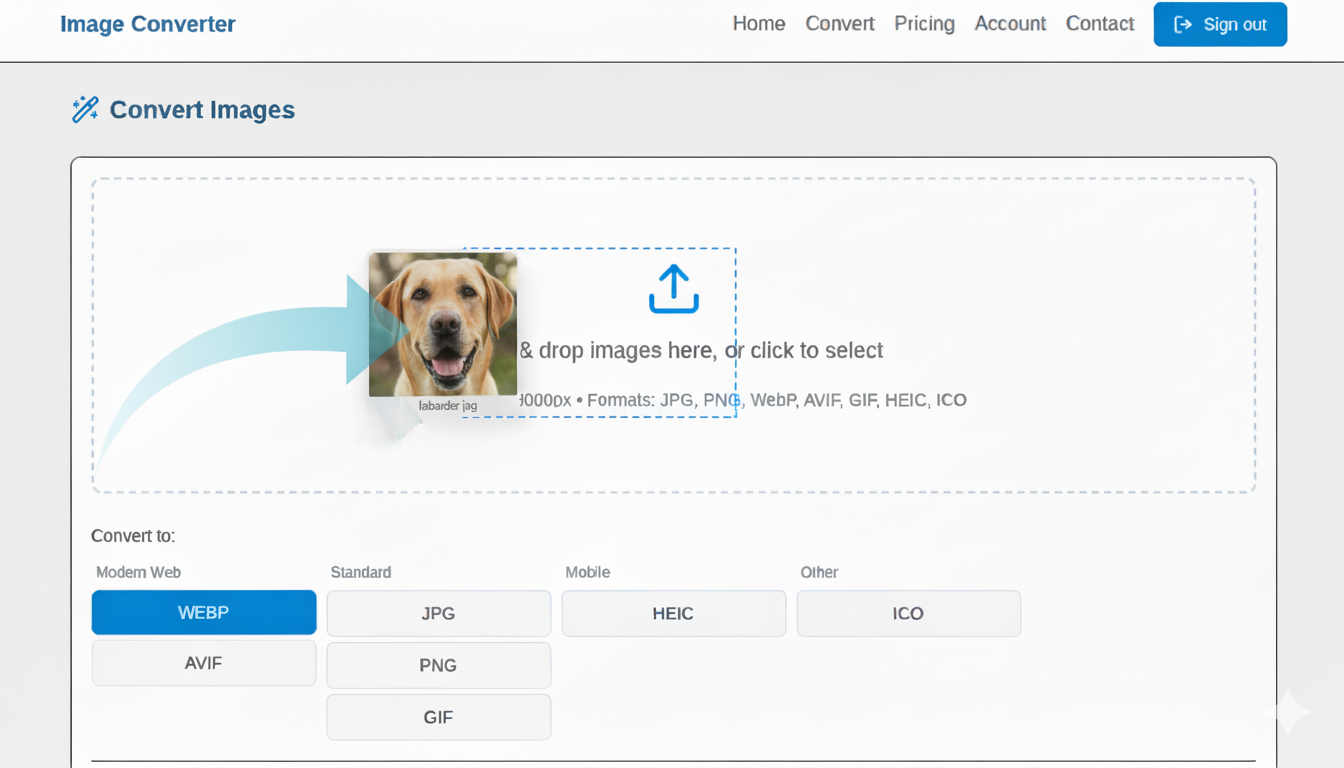 Image Converter
Home Convert Pricing Account Contact Sign out
Convert Images
& drop images here, or click to select
000px • Formats: JPG, PNG, WebP, AVIF, GIF, HEIC, ICO
labarder jag
Convert to:
Modern Web Standard Mobile Other
WEBP JPG HEIC ICO
AVIF PNG
GIF